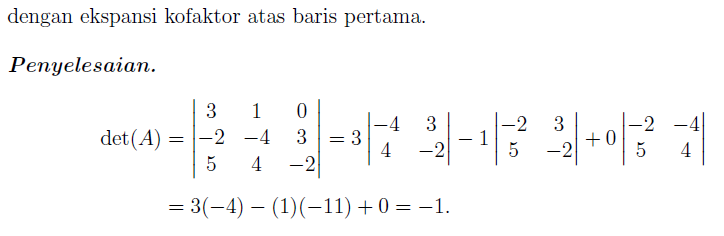 dengan ekspansi kofaktor atas baris pertama.
Penyelesaian.
det(A) = |3 1 0; -2 -4 3; 5 4 -2| = 3 |-4 3; 4 -2| - 1 |-2 3; 5 -2| + 0 |-2 -4; 5 4|
= 3(-4) - (1)(-11) + 0 = -1.